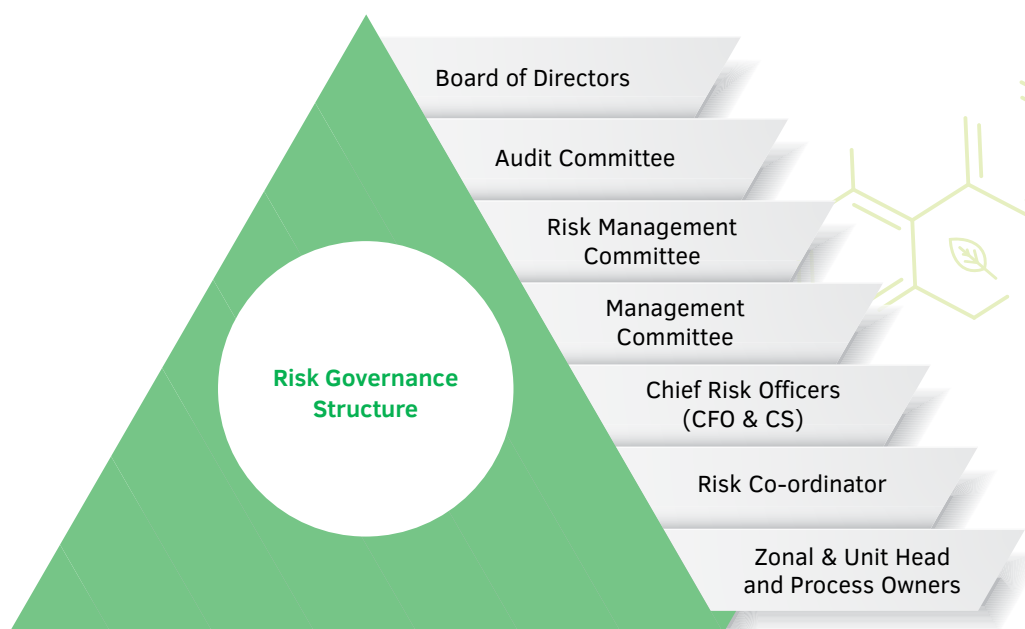 Board of Directors
Audit Committee
Risk Management
Committee
Management
Committee
Risk Governance
Structure
Chief Risk Officers
(CFO & CS)
Risk Co-ordinator
Zonal & Unit Head
and Process Owners